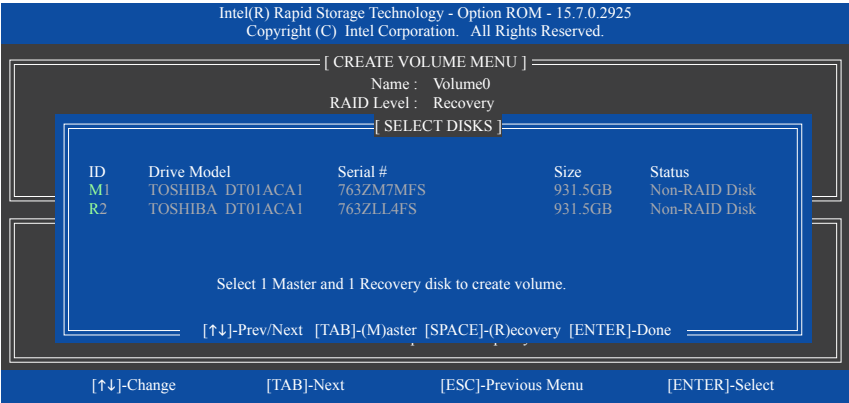 Intel(R) Rapid Storage Technology - Option ROM - 15.7.0.2925
Copyright (C) Intel Corporation. All Rights Reserved.
[ CREATE VOLUME MENU ]
Name : Volume0
RAID Level : Recovery
[ SELECT DISKS ]
ID Drive Model Serial # Size Status
M1 TOSHIBA DT01ACA1 763ZM7MFS 931.5GB Non-RAID Disk
R2 TOSHIBA DT01ACA1 763ZLL4FS 931.5GB Non-RAID Disk
Select 1 Master and 1 Recovery disk to create volume.
[↑↓]-Prev/Next [TAB]-(M)aster [SPACE]-(R)ecovery [ENTER]-Done
[↑↓]-Change [TAB]-Next [ESC]-Previous Menu [ENTER]-Select